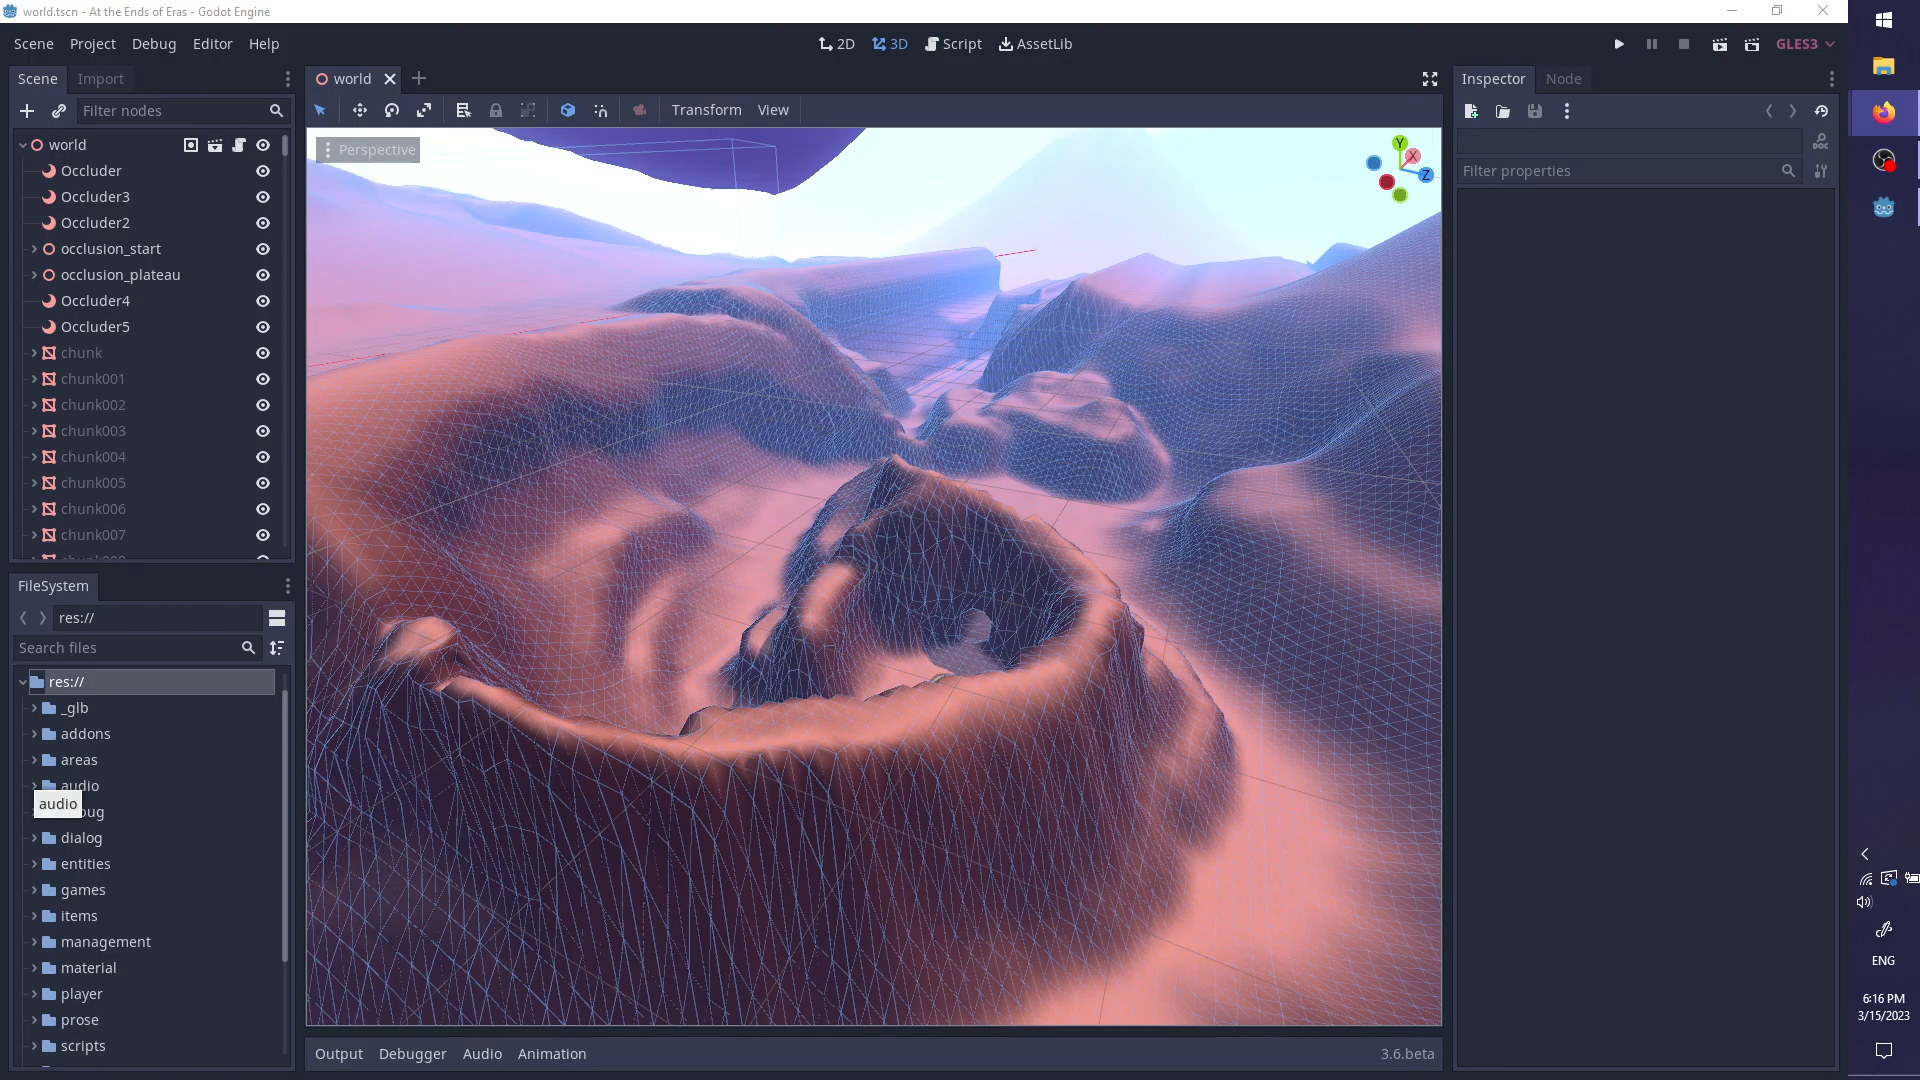 world.tscn - At the Ends of Eras - Godot Engine
Scene Project Debug Editor Help
2D 3D Script AssetLib
GLES3
Scene Import
Filter nodes
world
Occluder
Occluder3
Occluder2
occlusion_start
occlusion_plateau
Occluder4
Occluder5
chunk
chunk001
chunk002
chunk003
chunk004
chunk005
chunk006
chunk007
FileSystem
res://
Search files
res://
_glb
addons
areas
audio
audio
dialog
entities
games
items
management
material
player
prose
scripts
world
Transform View
Perspective
Y
X
Z
Output Debugger Audio Animation
3.6.beta
Inspector Node
DOC
Filter properties
ENG
6:16 PM
3/15/2023